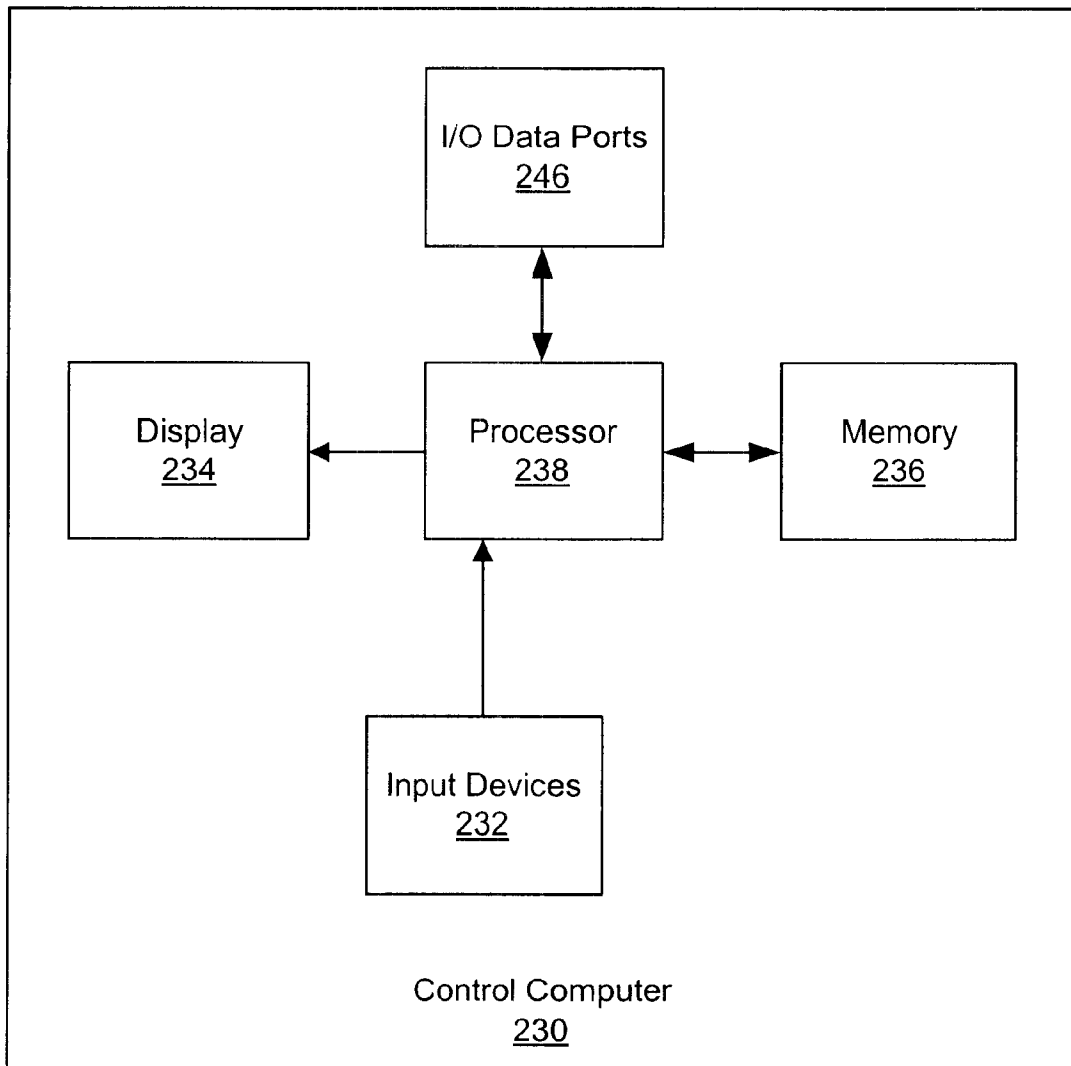 I/O Data Ports
246
Display
234
Processor
238
Memory
236
Input Devices
232
Control Computer
230